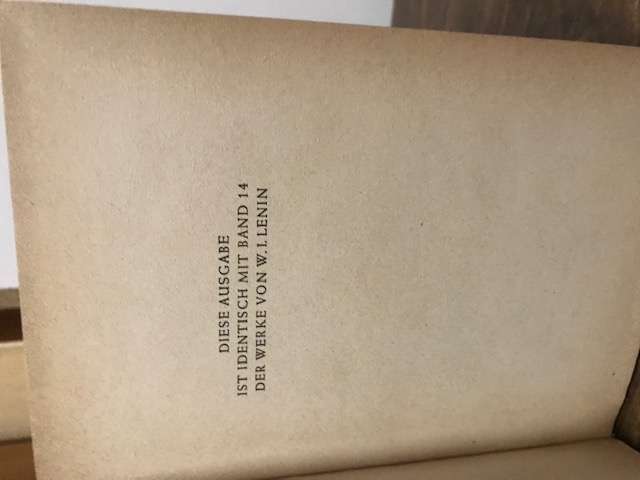 DIESE AUSGABE
IST IDENTISCH MIT BAND 14
DER WERKE VON W. I. LENIN